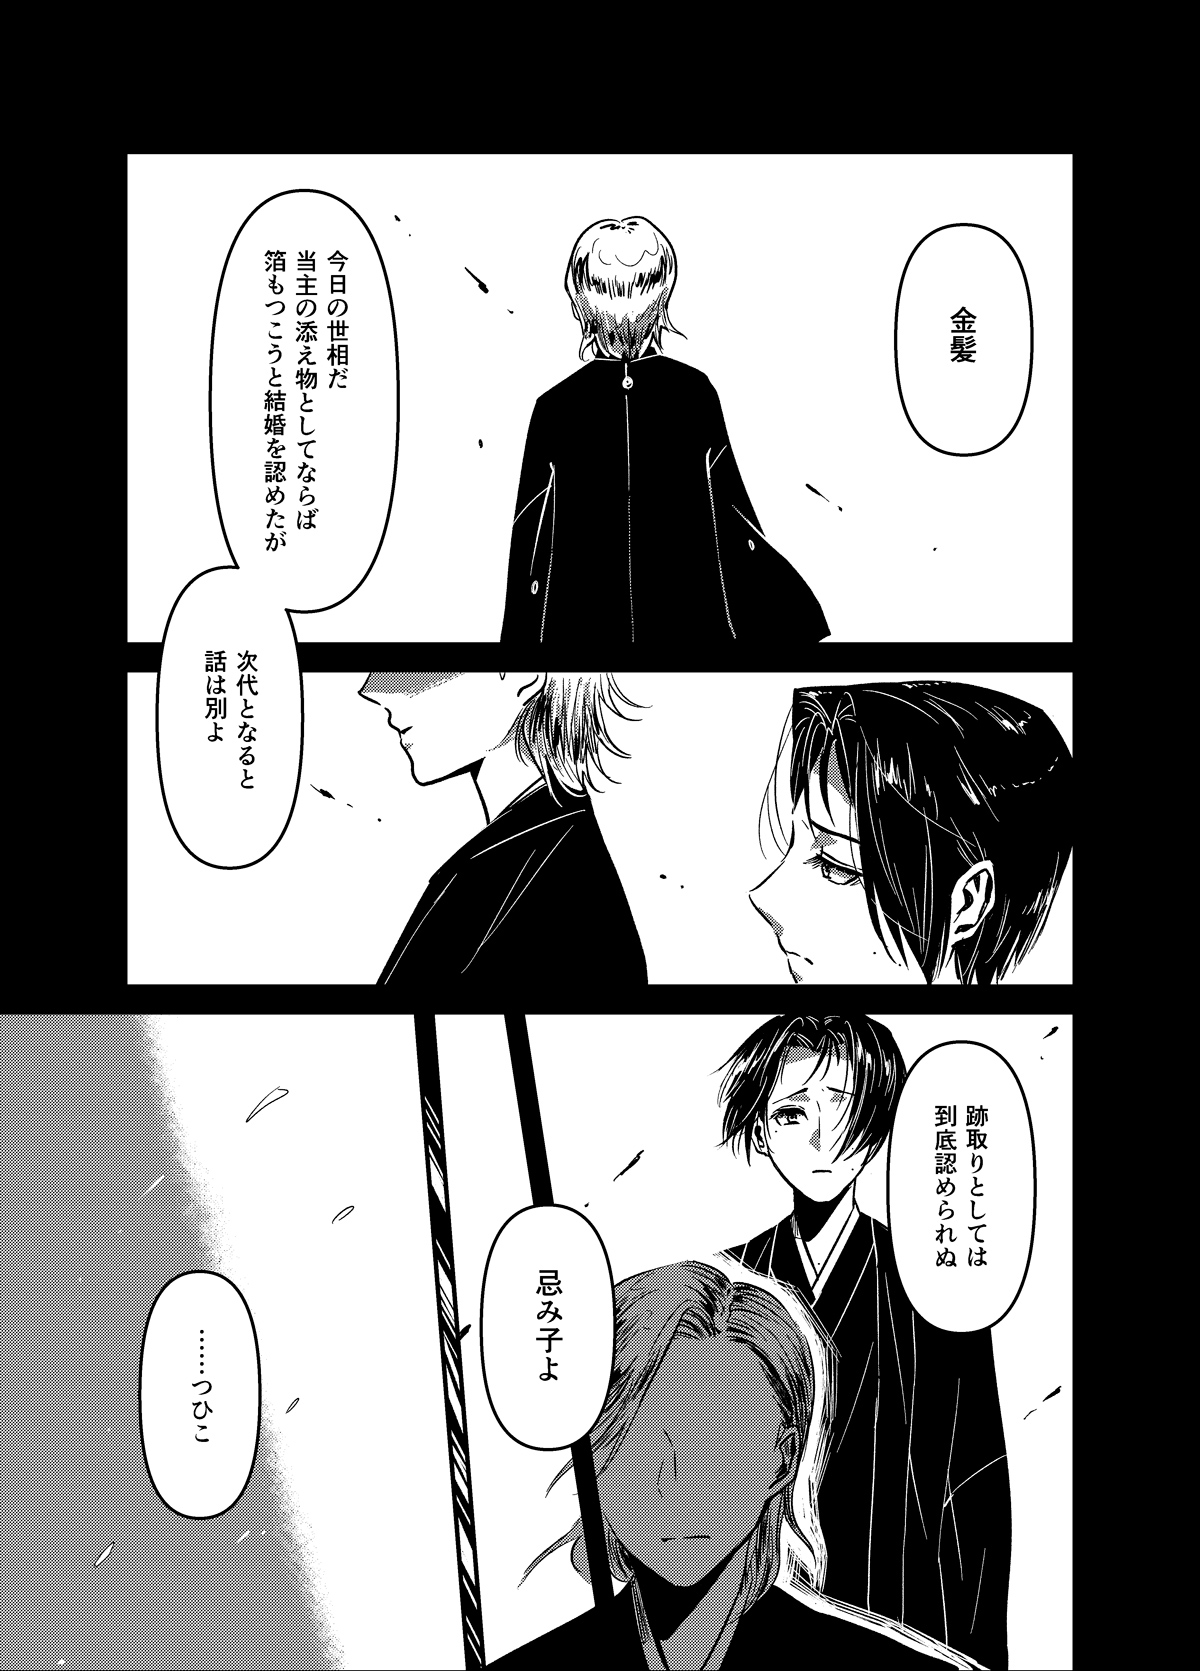 金髪
今日の世相だ
当主の添え物としてならば
箔もつこうと結婚を認めたが
次代となると
話は別よ
跡取りとしては
到底認められぬ
忌み子よ
……つひこ